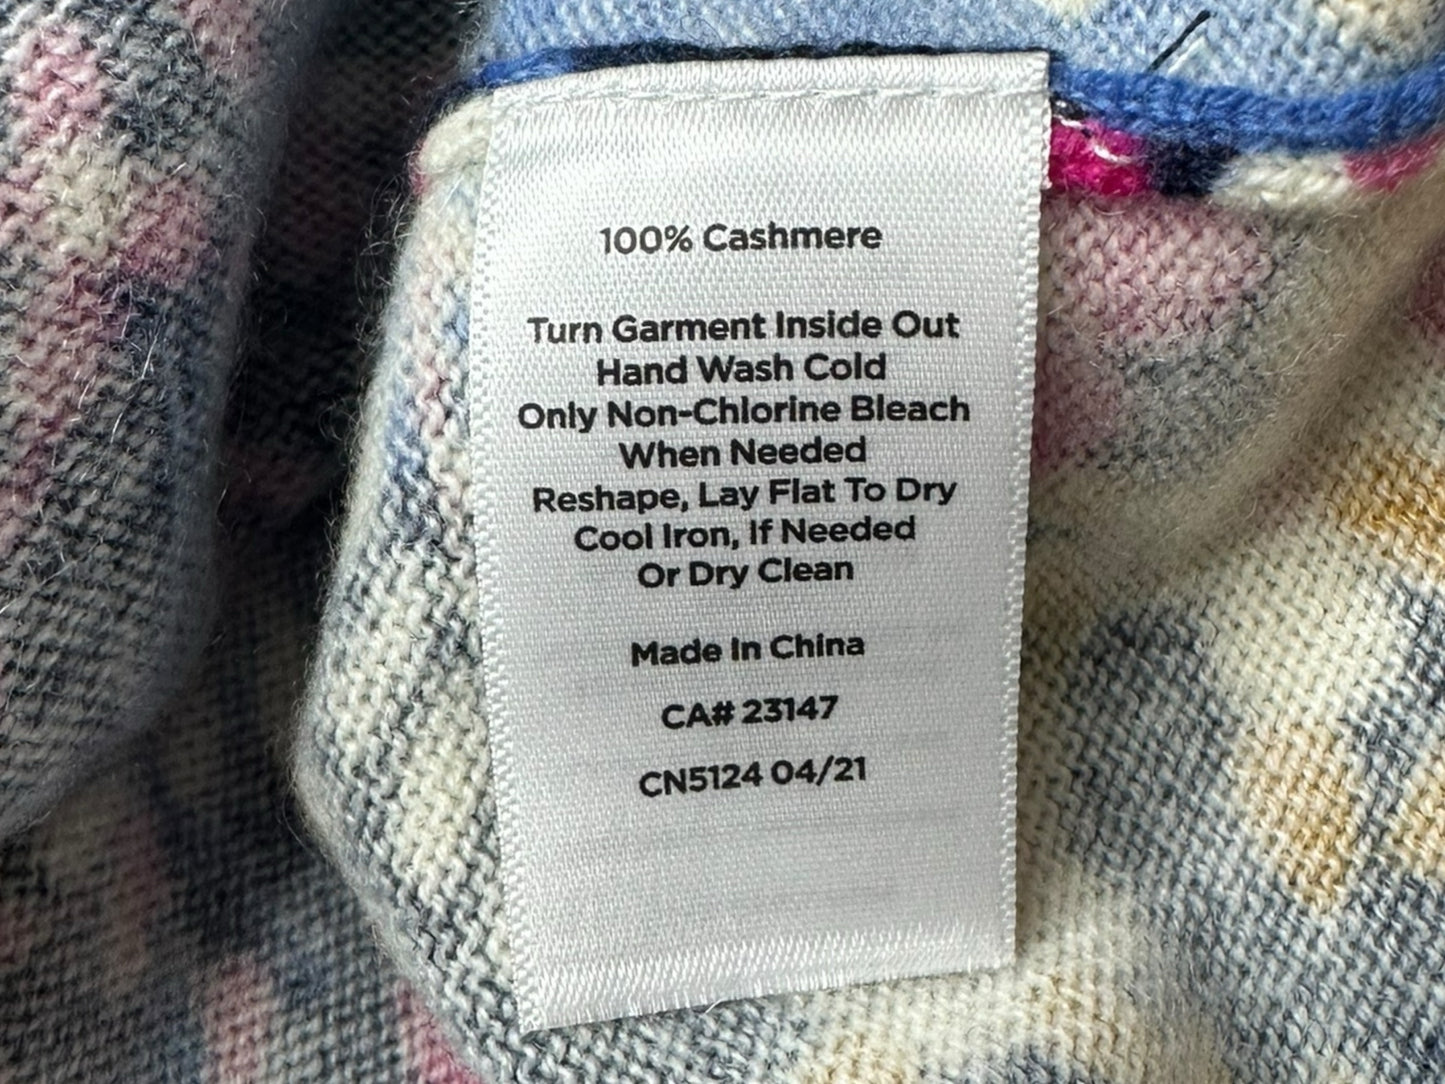 100% Cashmere
Turn Garment Inside Out
Hand Wash Cold
Only Non-Chlorine Bleach
When Needed
Reshape, Lay Flat To Dry
Cool Iron, If Needed
Or Dry Clean
Made In China
CA# 23147
CN5124 04/21